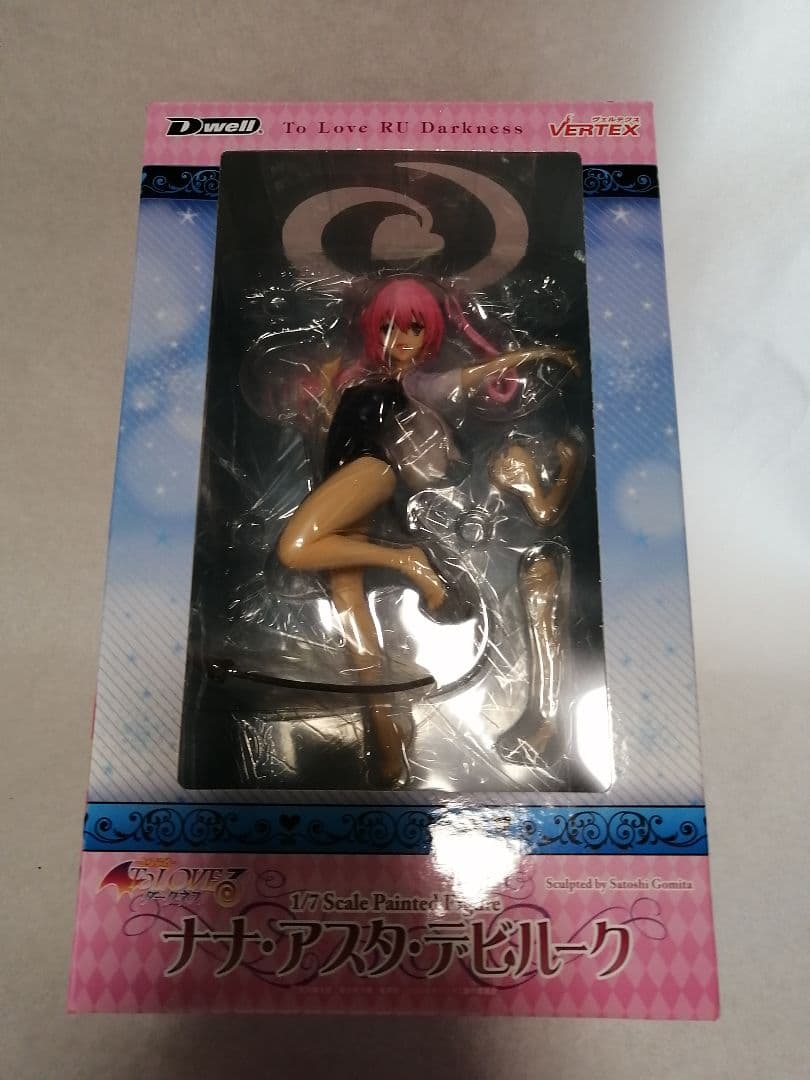 Dwell
To Love RU Darkness
ヴェルテクス
VERTEX
To LOVEる
ダークネス
Sculpted by Satoshi Gomita
1/7 Scale Painted Figure
ナナ・アスタ・デビルーク